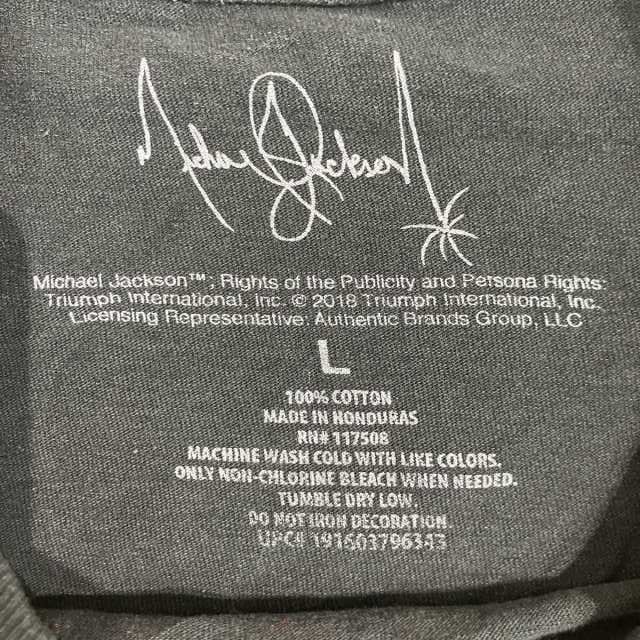 Michael Jackson
Michael Jackson™; Rights of the Publicity and Persona Rights:
Triumph International, Inc. © 2018 Triumph International, Inc.
Licensing Representative: Authentic Brands Group, LLC
L
100% COTTON
MADE IN HONDURAS
RN# 117508
MACHINE WASH COLD WITH LIKE COLORS.
ONLY NON-CHLORINE BLEACH WHEN NEEDED.
TUMBLE DRY LOW.
DO NOT IRON DECORATION.
UPC# 191603796343